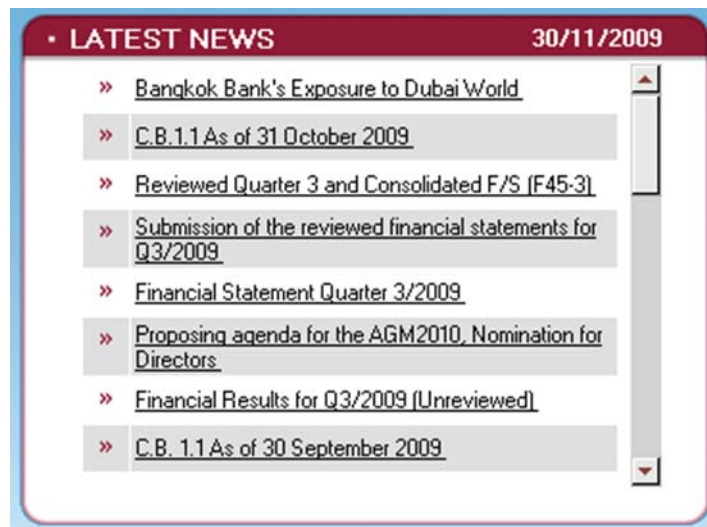 • LATEST NEWS 30/11/2009
» Bangkok Bank's Exposure to Dubai World
» C.B.1.1 As of 31 October 2009
» Reviewed Quarter 3 and Consolidated F/S (F45-3)
» Submission of the reviewed financial statements for
Q3/2009
» Financial Statement Quarter 3/2009
» Proposing agenda for the AGM2010, Nomination for
Directors
» Financial Results for Q3/2009 (Unreviewed)
» C.B. 1.1 As of 30 September 2009